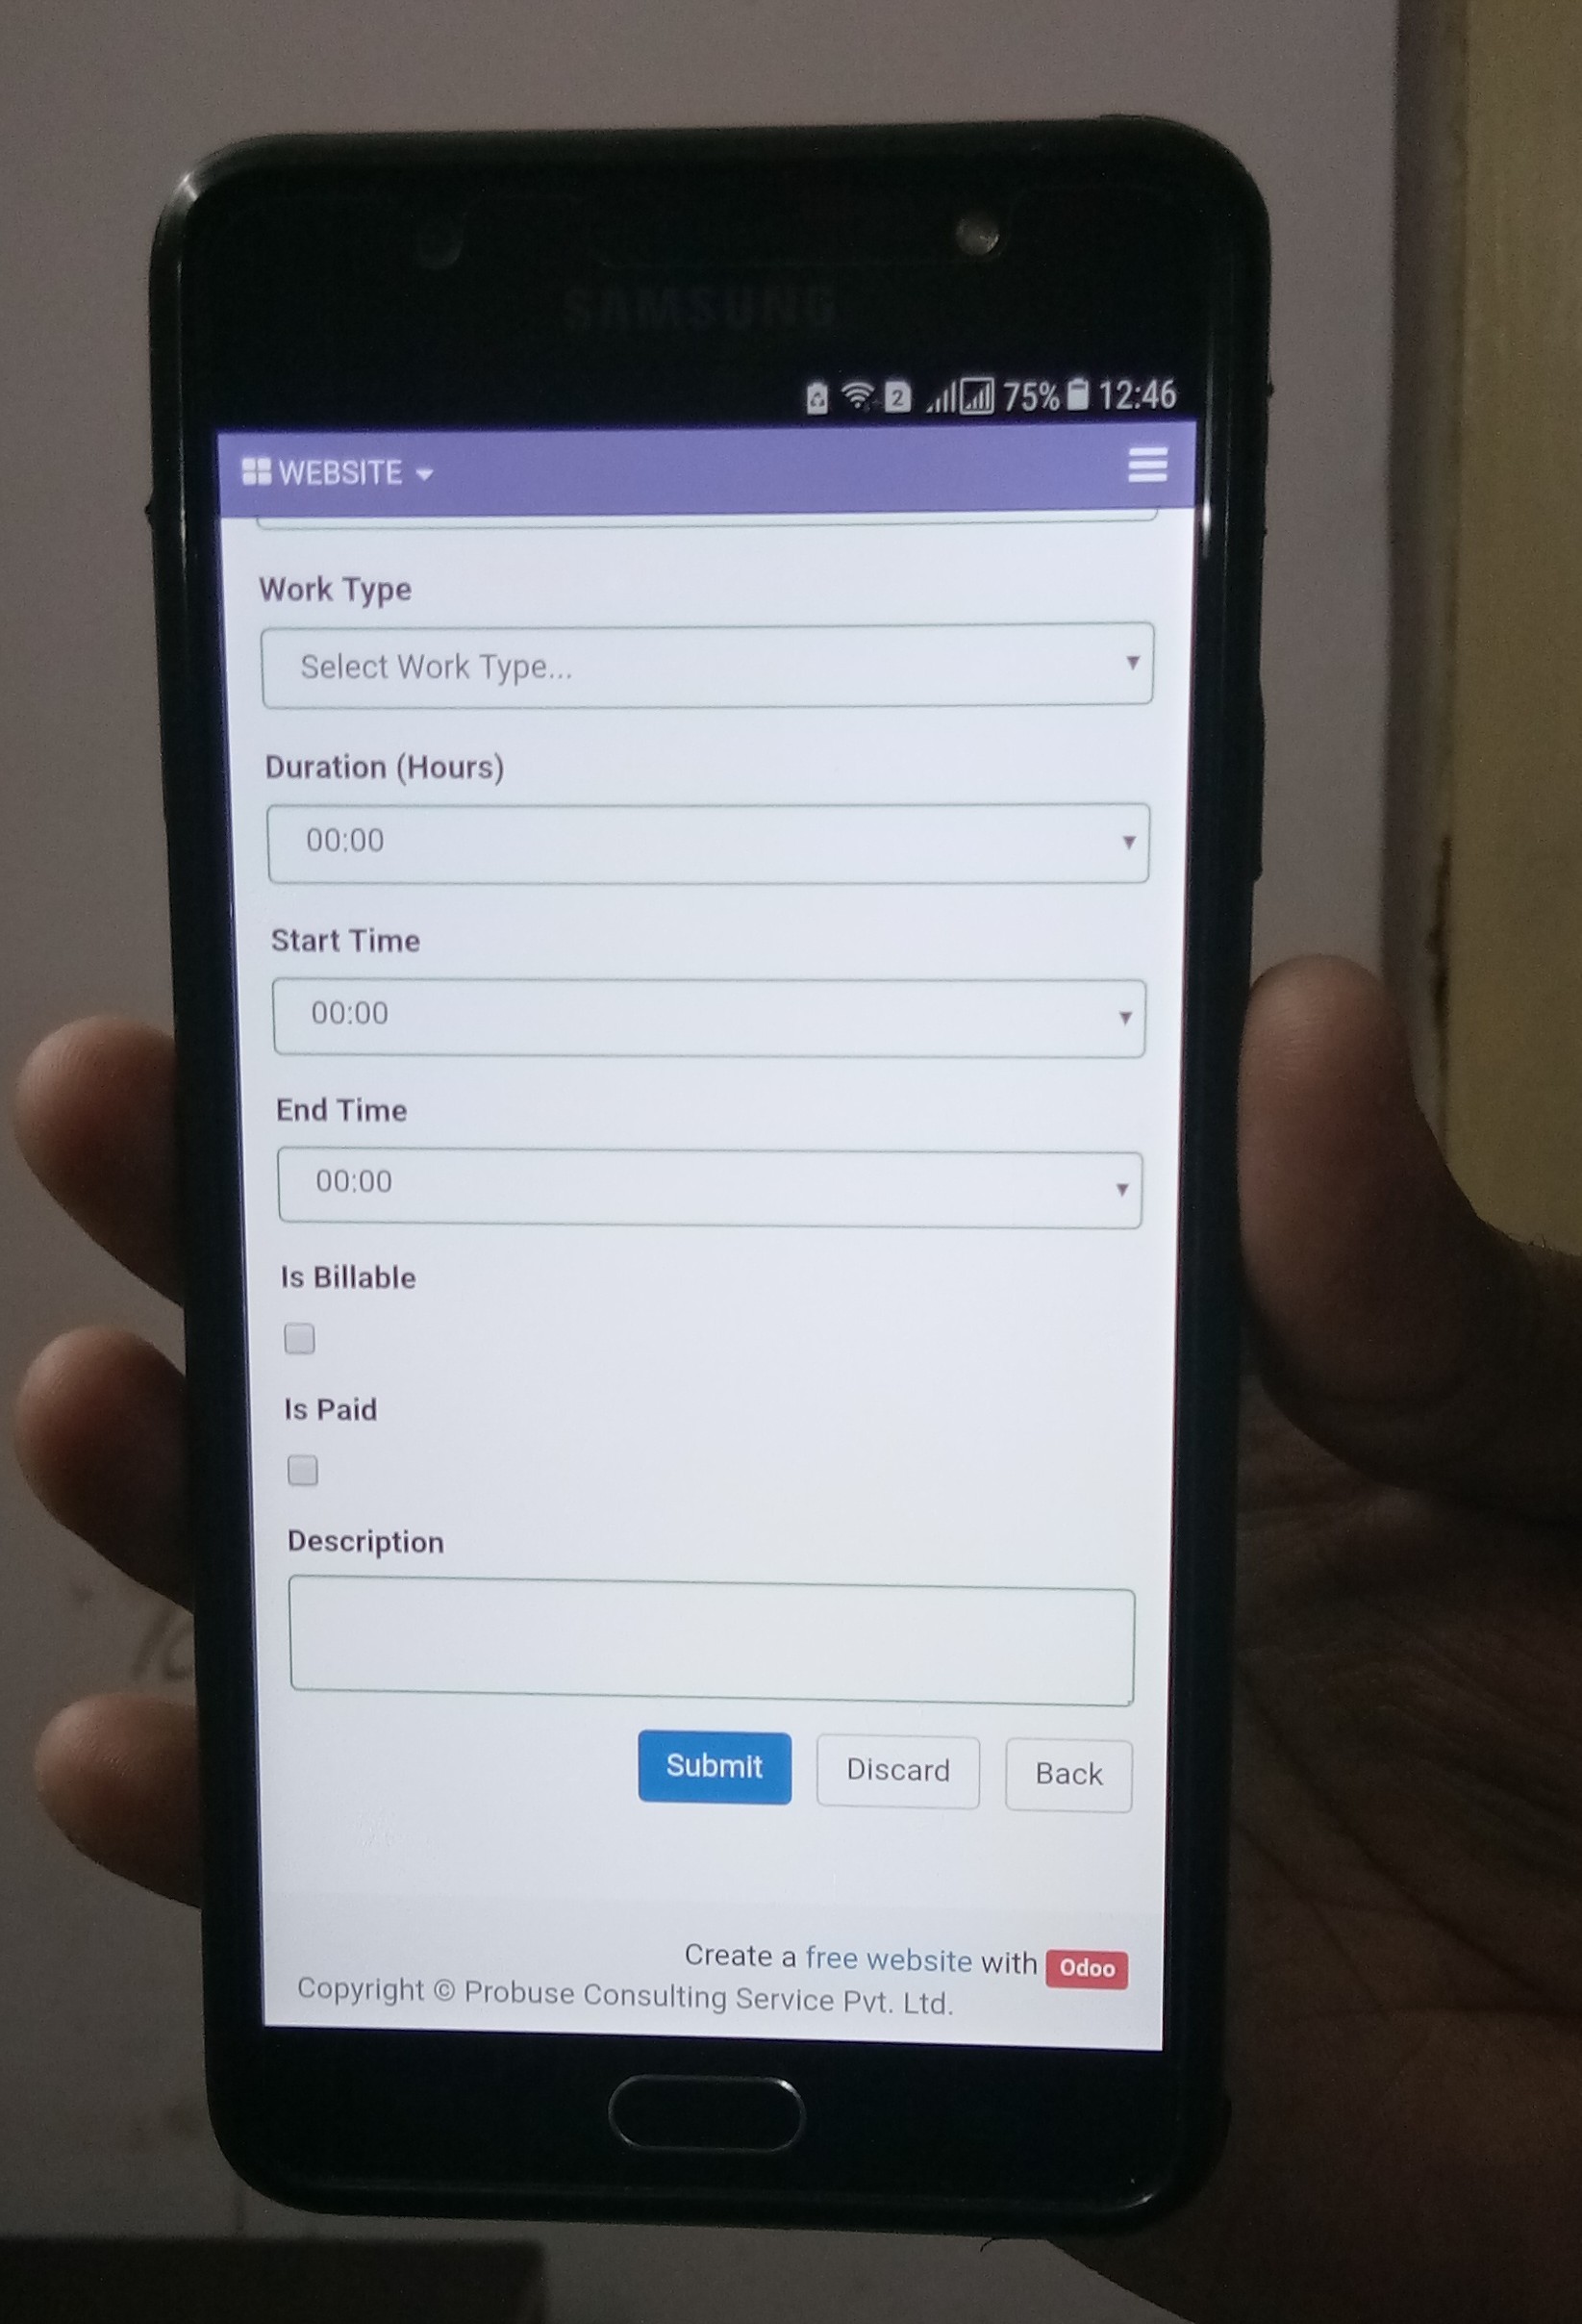 SAMSUNG
2 75% 12:46
WEBSITE
Work Type
Select Work Type...
Duration (Hours)
00:00
Start Time
00:00
End Time
00:00
Is Billable
Is Paid
Description
Submit Discard Back
Create a free website with Odoo
Copyright © Probuse Consulting Service Pvt. Ltd.